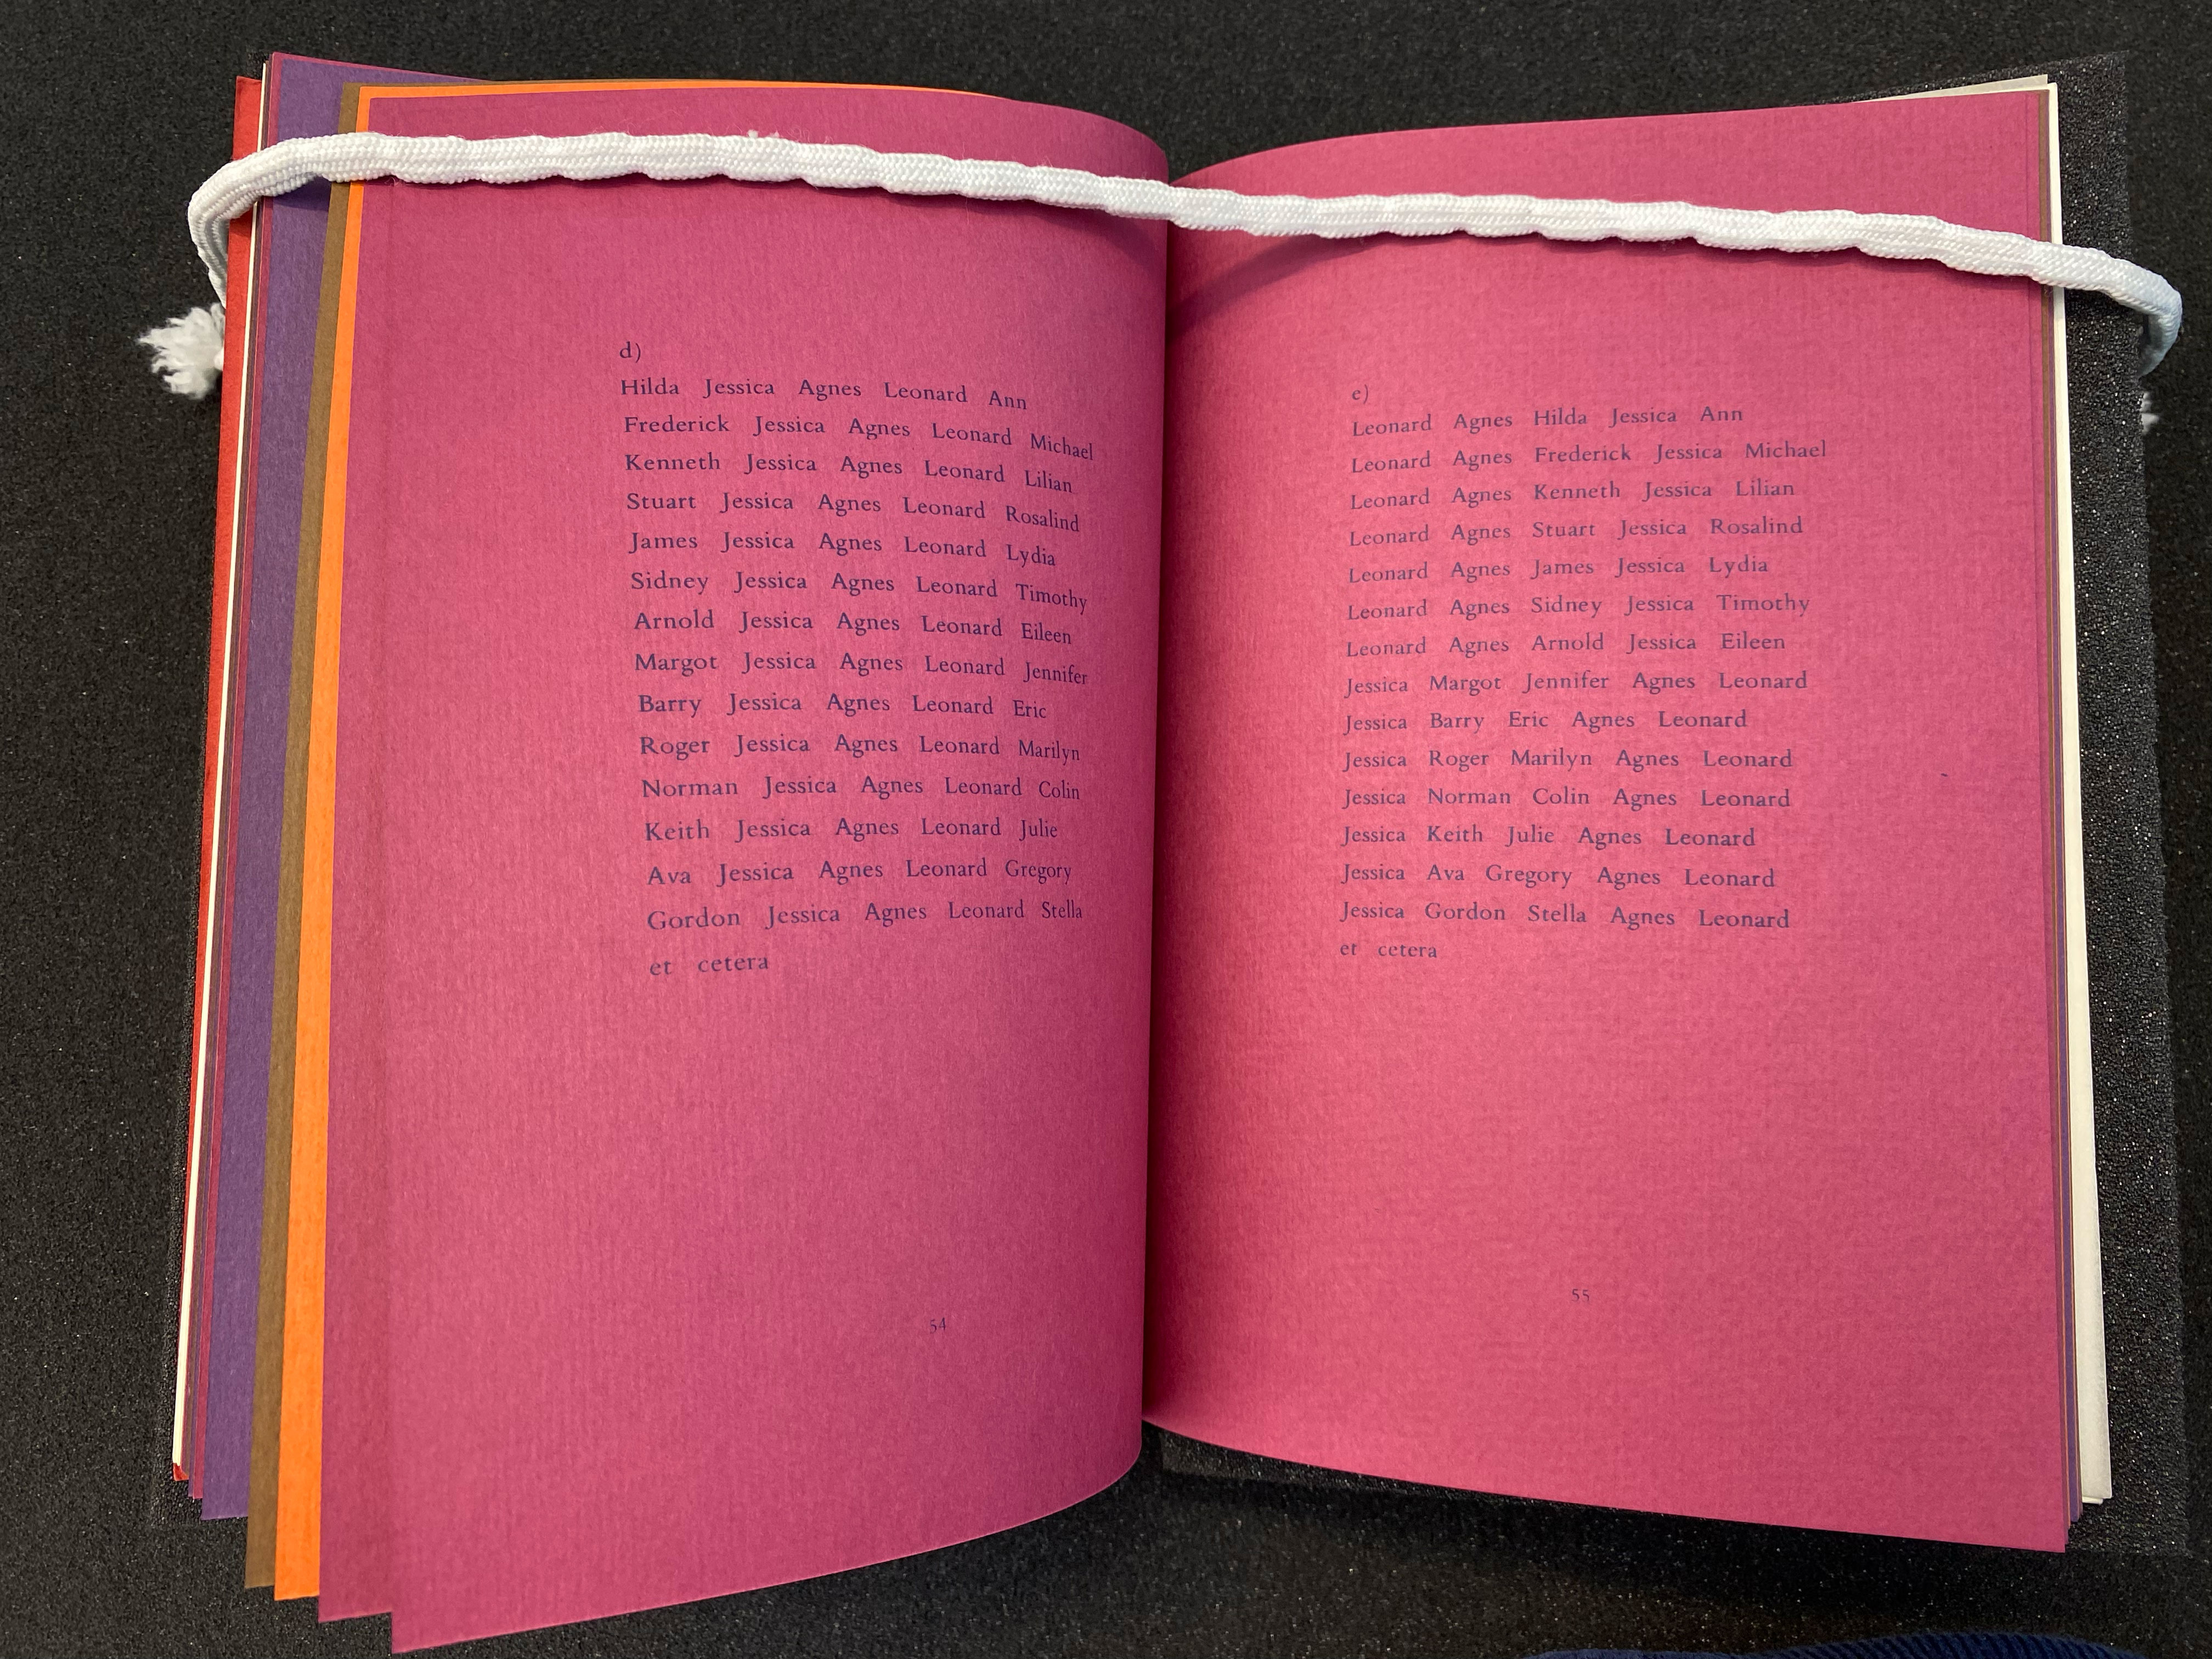 d)
Hilda Jessica Agnes Leonard Ann
Frederick Jessica Agnes Leonard Michael
Kenneth Jessica Agnes Leonard Lilian
Stuart Jessica Agnes Leonard Rosalind
James Jessica Agnes Leonard Lydia
Sidney Jessica Agnes Leonard Timothy
Arnold Jessica Agnes Leonard Eileen
Margot Jessica Agnes Leonard Jennifer
Barry Jessica Agnes Leonard Eric
Roger Jessica Agnes Leonard Marilyn
Norman Jessica Agnes Leonard Colin
Keith Jessica Agnes Leonard Julie
Ava Jessica Agnes Leonard Gregory
Gordon Jessica Agnes Leonard Stella
et cetera
54
e)
Leonard Agnes Hilda Jessica Ann
Leonard Agnes Frederick Jessica Michael
Leonard Agnes Kenneth Jessica Lilian
Leonard Agnes Stuart Jessica Rosalind
Leonard Agnes James Jessica Lydia
Leonard Agnes Sidney Jessica Timothy
Leonard Agnes Arnold Jessica Eileen
Jessica Margot Jennifer Agnes Leonard
Jessica Barry Eric Agnes Leonard
Jessica Roger Marilyn Agnes Leonard
Jessica Norman Colin Agnes Leonard
Jessica Keith Julie Agnes Leonard
Jessica Ava Gregory Agnes Leonard
Jessica Gordon Stella Agnes Leonard
et cetera
55